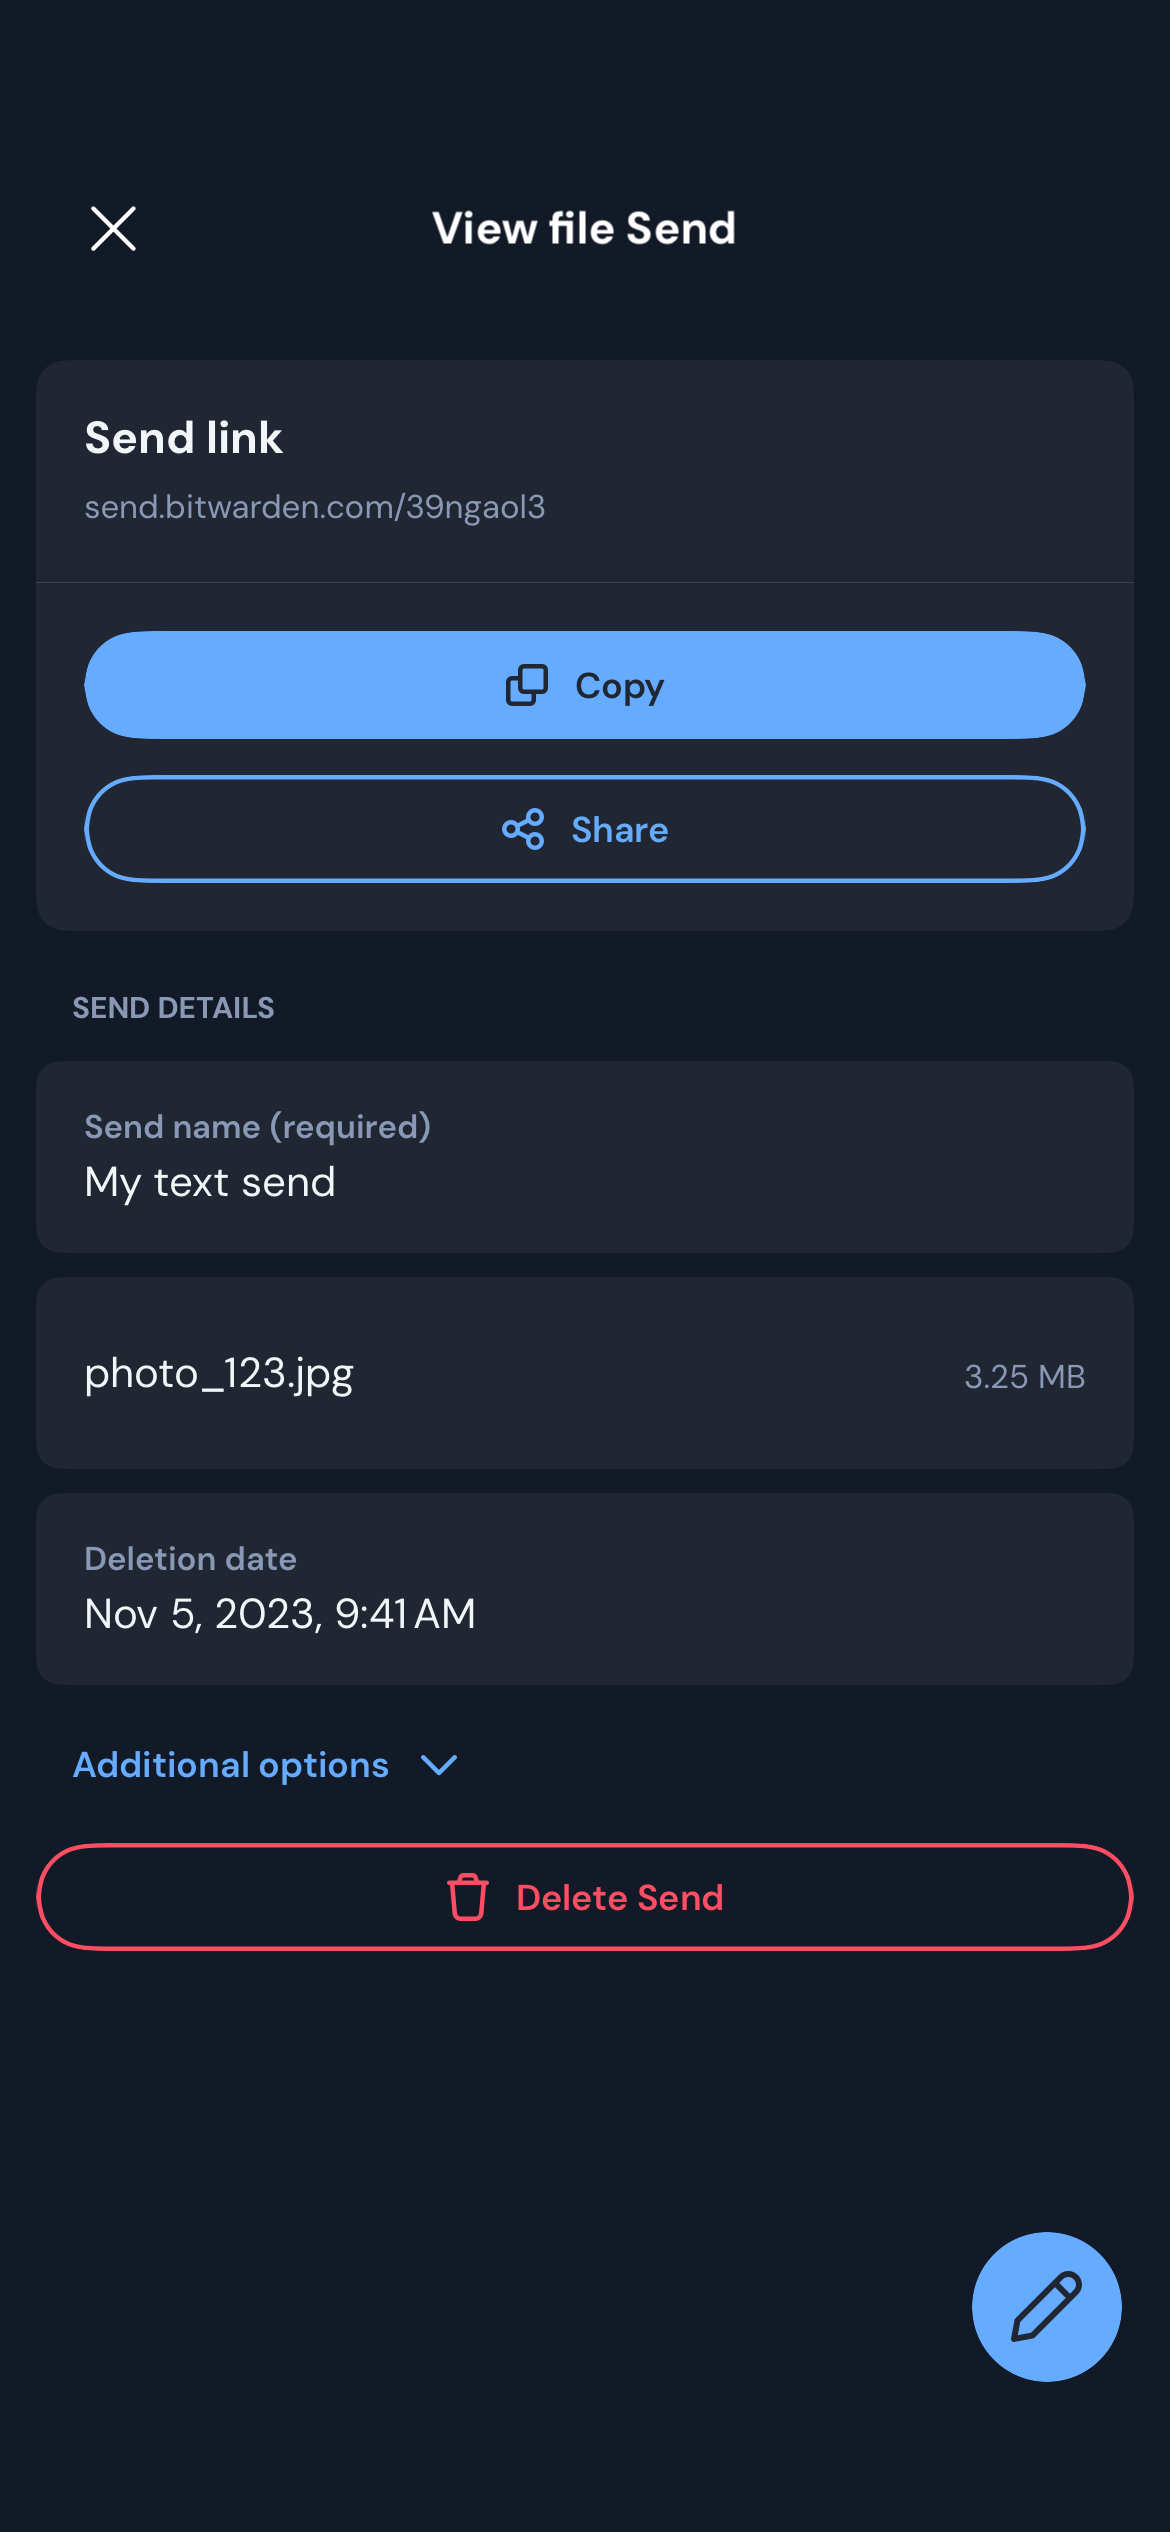 View file Send
Send link
send.bitwarden.com/39ngaol3
Copy
Share
SEND DETAILS
Send name (required)
My text send
photo_123.jpg
3.25 MB
Deletion date
Nov 5, 2023, 9:41 AM
Additional options
Delete Send